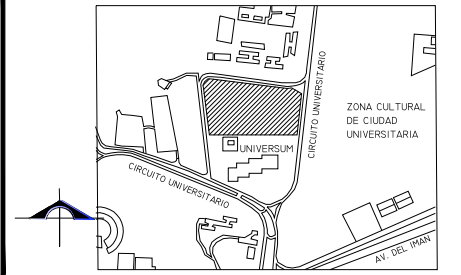 CIRCUITO UNIVERSITARIO
ZONA CULTURAL
DE CIUDAD
UNIVERSITARIA
UNIVERSUM
CIRCUITO UNIVERSITARIO
AV. DEL IMAN